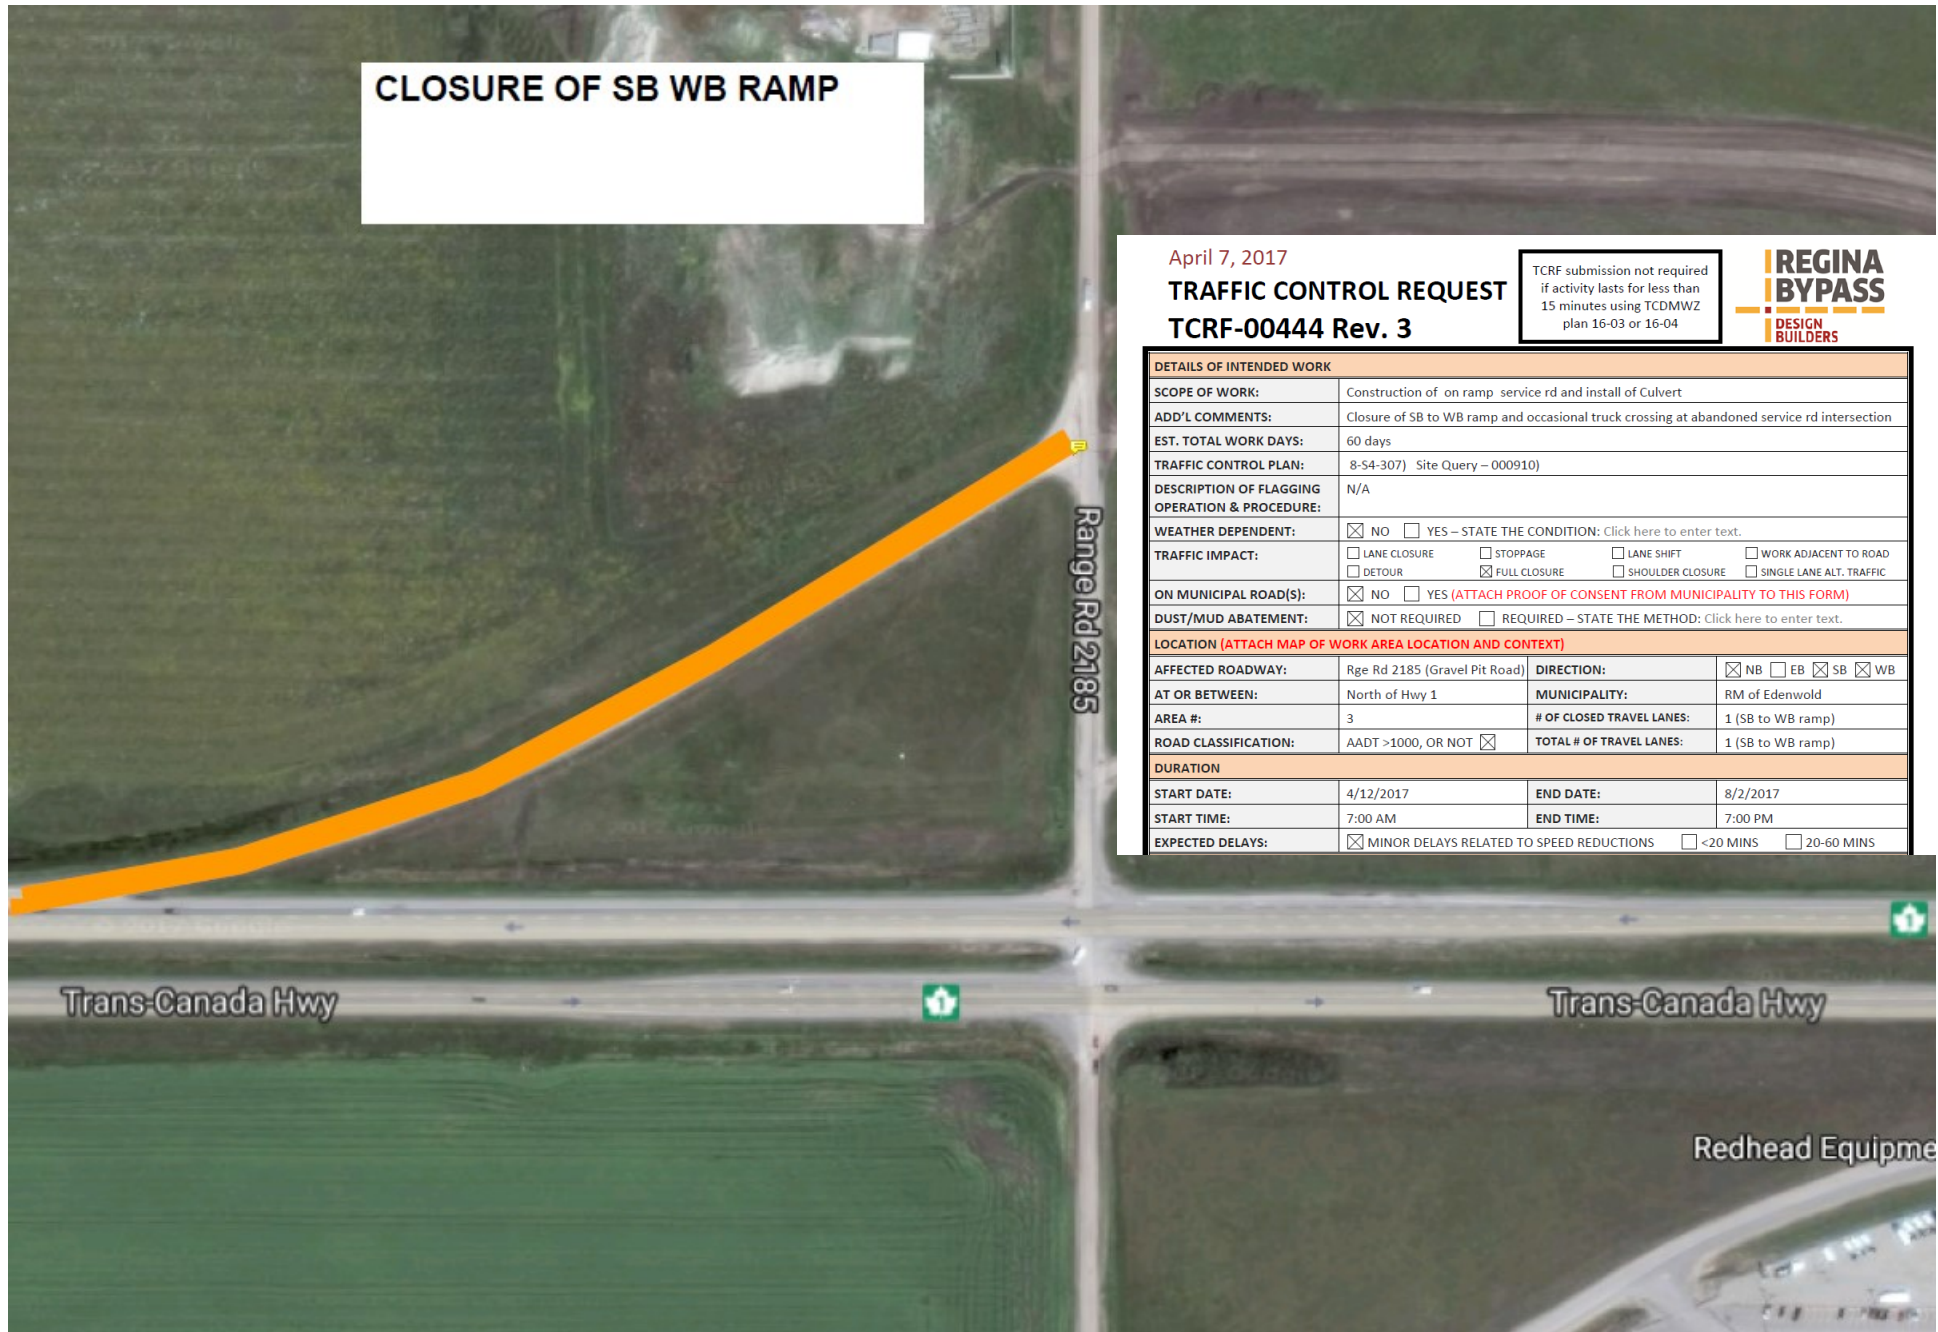 CLOSURE OF SB WB RAMP
April 7, 2017
TRAFFIC CONTROL REQUEST
TCRF-00444 Rev. 3
TCRF submission not required
if activity lasts for less than
15 minutes using TCDMWZ
plan 16-03 or 16-04
REGINA
BYPASS
DESIGN
BUILDERS
DETAILS OF INTENDED WORK
SCOPE OF WORK: Construction of on ramp service rd and install of Culvert
ADD'L COMMENTS: Closure of SB to WB ramp and occasional truck crossing at abandoned service rd intersection
EST. TOTAL WORK DAYS: 60 days
TRAFFIC CONTROL PLAN: 8-S4-307) Site Query – 000910)
DESCRIPTION OF FLAGGING N/A
OPERATION & PROCEDURE:
WEATHER DEPENDENT: ☒ NO ☐ YES – STATE THE CONDITION: Click here to enter text.
TRAFFIC IMPACT: ☐ LANE CLOSURE ☐ STOPPAGE ☐ LANE SHIFT ☐ WORK ADJACENT TO ROAD
☐ DETOUR ☒ FULL CLOSURE ☐ SHOULDER CLOSURE ☐ SINGLE LANE ALT. TRAFFIC
ON MUNICIPAL ROAD(S): ☒ NO ☐ YES (ATTACH PROOF OF CONSENT FROM MUNICIPALITY TO THIS FORM)
DUST/MUD ABATEMENT: ☒ NOT REQUIRED ☐ REQUIRED – STATE THE METHOD: Click here to enter text.
LOCATION (ATTACH MAP OF WORK AREA LOCATION AND CONTEXT)
AFFECTED ROADWAY: Rge Rd 2185 (Gravel Pit Road) DIRECTION: ☒ NB ☐ EB ☒ SB ☒ WB
AT OR BETWEEN: North of Hwy 1 MUNICIPALITY: RM of Edenwold
AREA #: 3 # OF CLOSED TRAVEL LANES: 1 (SB to WB ramp)
ROAD CLASSIFICATION: AADT >1000, OR NOT ☒ TOTAL # OF TRAVEL LANES: 1 (SB to WB ramp)
DURATION
START DATE: 4/12/2017 END DATE: 8/2/2017
START TIME: 7:00 AM END TIME: 7:00 PM
EXPECTED DELAYS: ☒ MINOR DELAYS RELATED TO SPEED REDUCTIONS ☐ <20 MINS ☐ 20-60 MINS
Range Rd 2185
1
Trans-Canada Hwy
1
Trans-Canada Hwy
Redhead Equipme